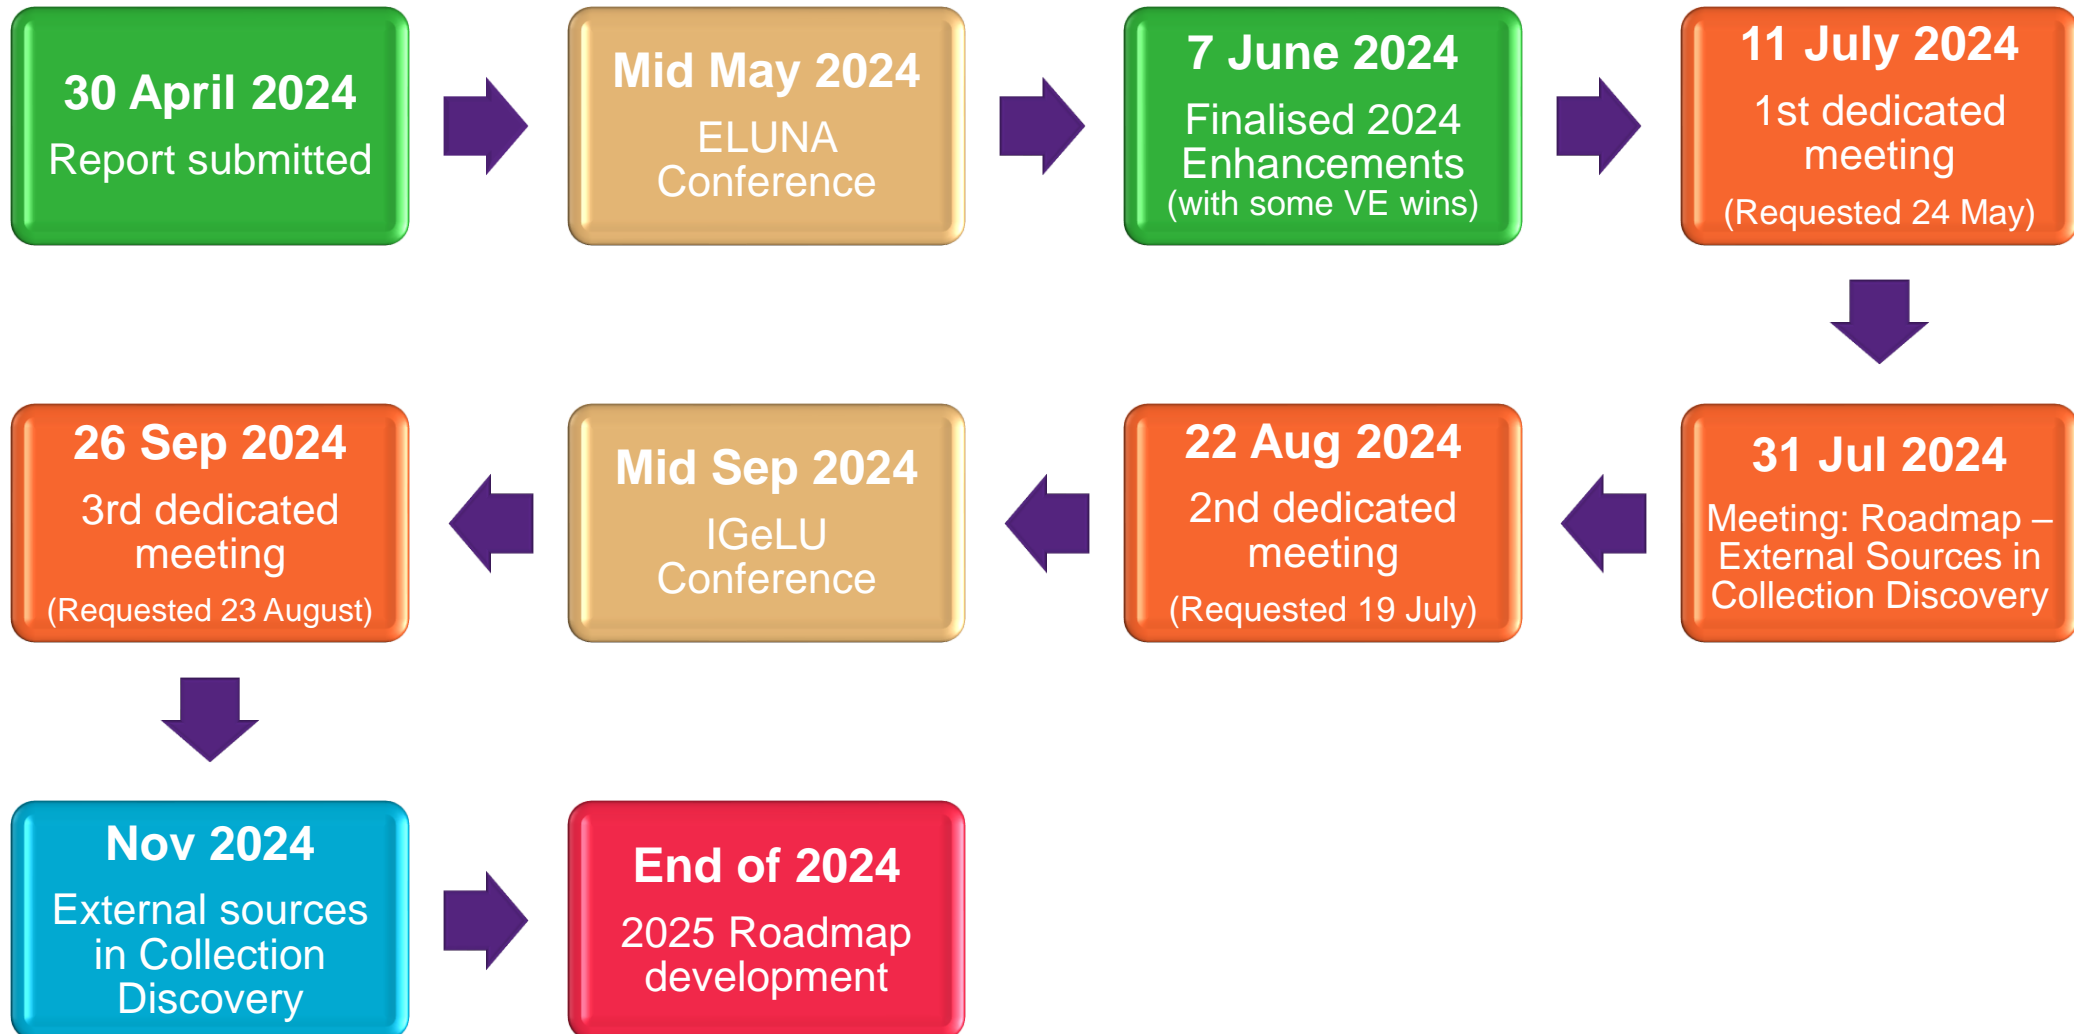 30 April 2024
Report submitted
Mid May 2024
ELUNA
Conference
7 June 2024
Finalised 2024
Enhancements
(with some VE wins)
11 July 2024
1st dedicated
meeting
(Requested 24 May)
31 Jul 2024
Meeting: Roadmap –
External Sources in
Collection Discovery
22 Aug 2024
2nd dedicated
meeting
(Requested 19 July)
Mid Sep 2024
IGeLU
Conference
26 Sep 2024
3rd dedicated
meeting
(Requested 23 August)
Nov 2024
External sources
in Collection
Discovery
End of 2024
2025 Roadmap
development